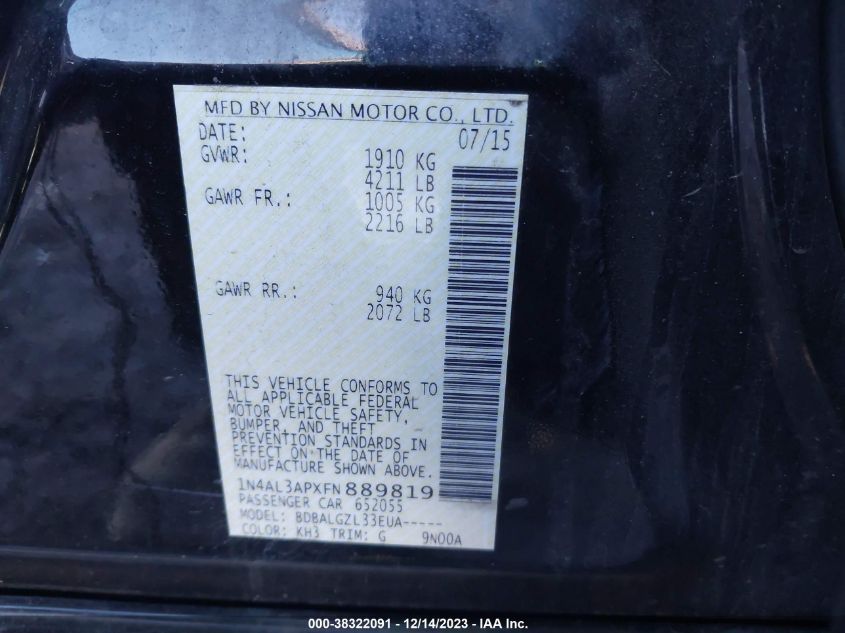 MFD BY NISSAN MOTOR CO., LTD.
DATE: 07/15
GVWR: 1910 KG
4211 LB
GAWR FR.: 1005 KG
2216 LB
GAWR RR.: 940 KG
2072 LB
THIS VEHICLE CONFORMS TO
ALL APPLICABLE FEDERAL
MOTOR VEHICLE SAFETY,
BUMPER, AND THEFT
PREVENTION STANDARDS IN
EFFECT ON THE DATE OF
MANUFACTURE SHOWN ABOVE.
1N4AL3APXFN889819
PASSENGER CAR 652055
MODEL: BDBALGZL33EUA-----
COLOR: KH3 TRIM: G 9N00A
000-38322091 - 12/14/2023 - IAA Inc.